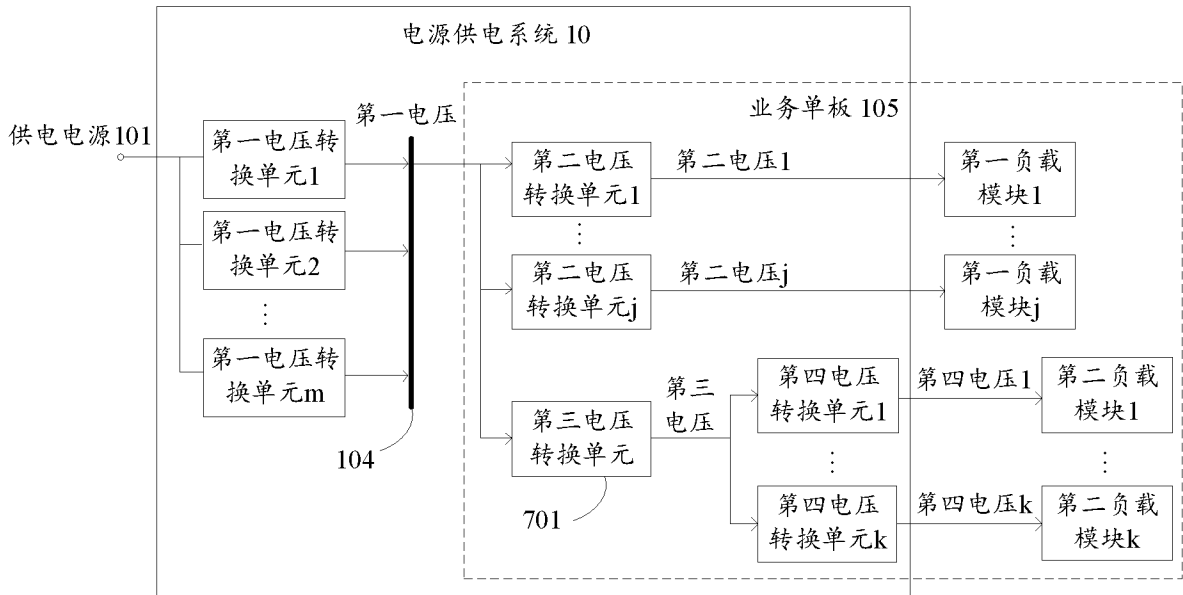 电源供电系统10
业务单板105
供电电源101
第一电压
第一电压转
换单元1
第一电压转
换单元2
第一电压转
换单元m
104
第二电压
转换单元1
第二电压1
第一负载
模块1
第二电压
转换单元j
第二电压j
第一负载
模块j
第三电压
转换单元
701
第三
电压
第四电压
转换单元1
第四电压1
第二负载
模块1
第四电压
转换单元k
第四电压k
第二负载
模块k